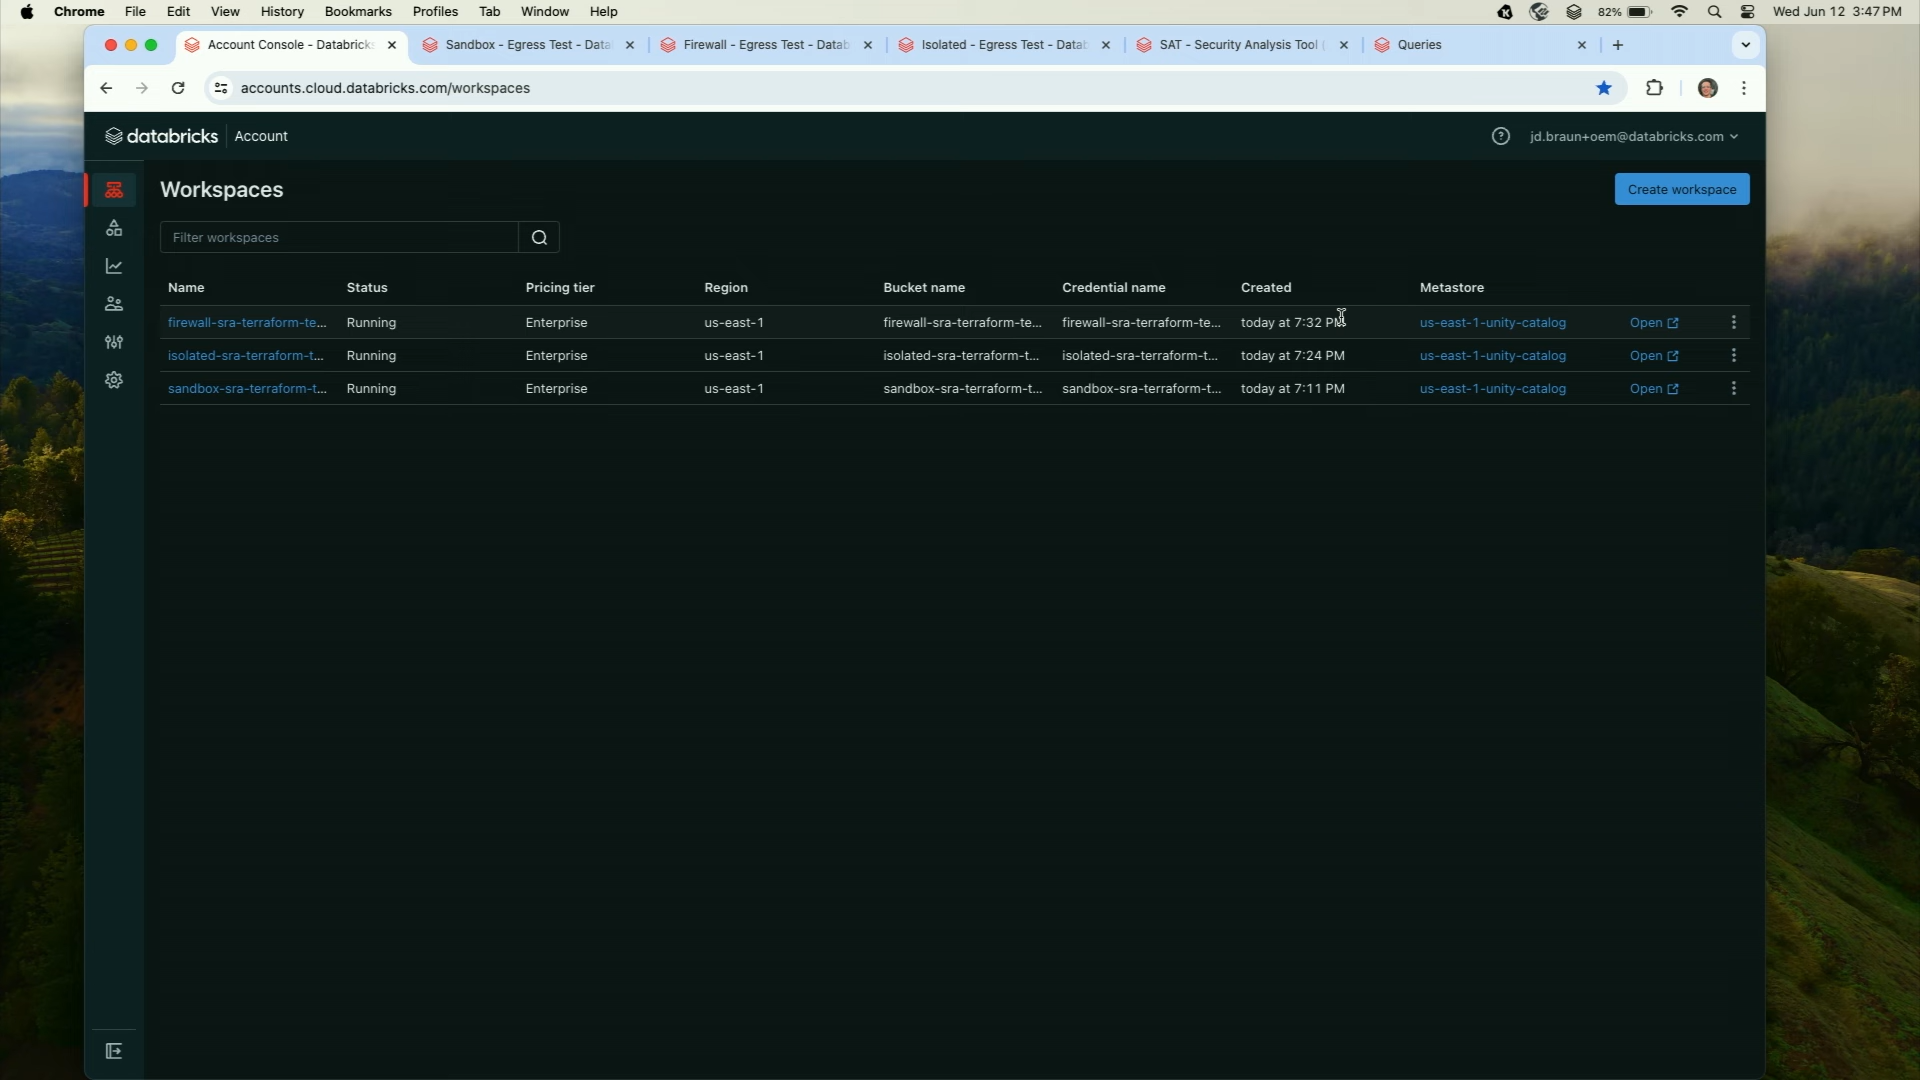 Chrome File Edit View History Bookmarks Profiles Tab Window Help 82% Wed Jun 12 3:47 PM
Account Console - Databricks Sandbox - Egress Test - Data Firewall - Egress Test - Datab Isolated - Egress Test - Datab SAT - Security Analysis Tool ( Queries
accounts.cloud.databricks.com/workspaces
databricks Account jd.braun+oem@databricks.com
Workspaces Create workspace
Filter workspaces
Name Status Pricing tier Region Bucket name Credential name Created Metastore
firewall-sra-terraform-te... Running Enterprise us-east-1 firewall-sra-terraform-te... firewall-sra-terraform-te... today at 7:32 PM us-east-1-unity-catalog Open
isolated-sra-terraform-t... Running Enterprise us-east-1 isolated-sra-terraform-t... isolated-sra-terraform-t... today at 7:24 PM us-east-1-unity-catalog Open
sandbox-sra-terraform-t... Running Enterprise us-east-1 sandbox-sra-terraform-t... sandbox-sra-terraform-t... today at 7:11 PM us-east-1-unity-catalog Open